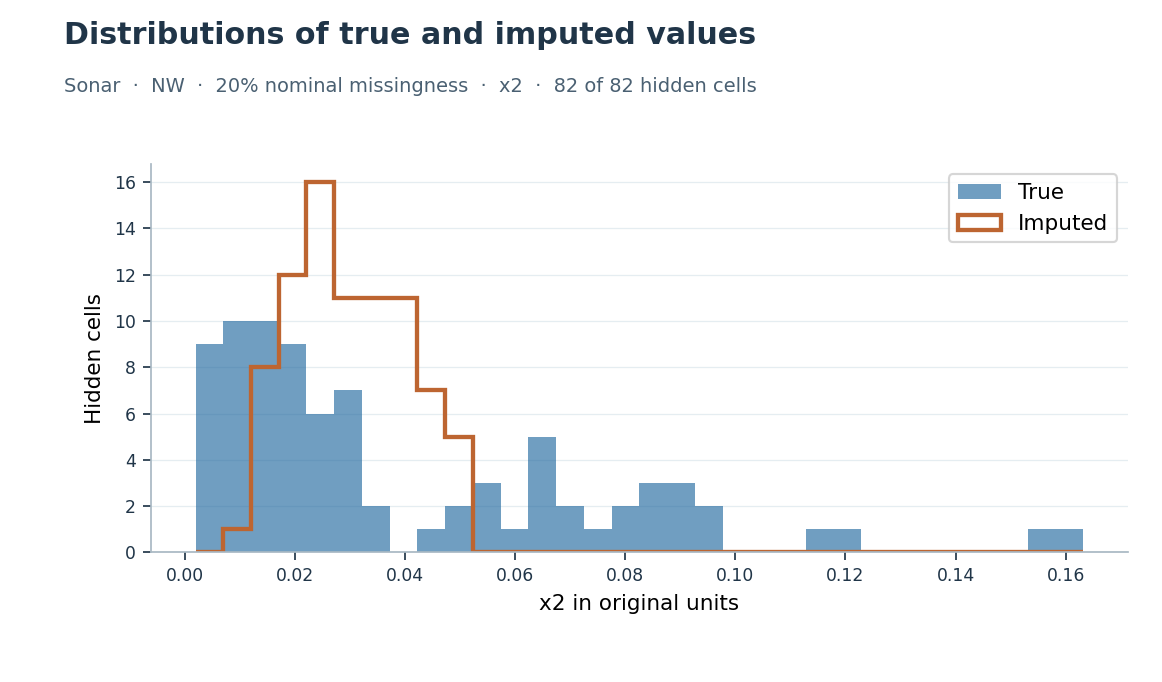 Distributions of true and imputed values
Sonar · NW · 20% nominal missingness · x2 · 82 of 82 hidden cells
True
Imputed
Hidden cells
16
14
12
10
8
6
4
2
0
0.00 0.02 0.04 0.06 0.08 0.10 0.12 0.14 0.16
x2 in original units